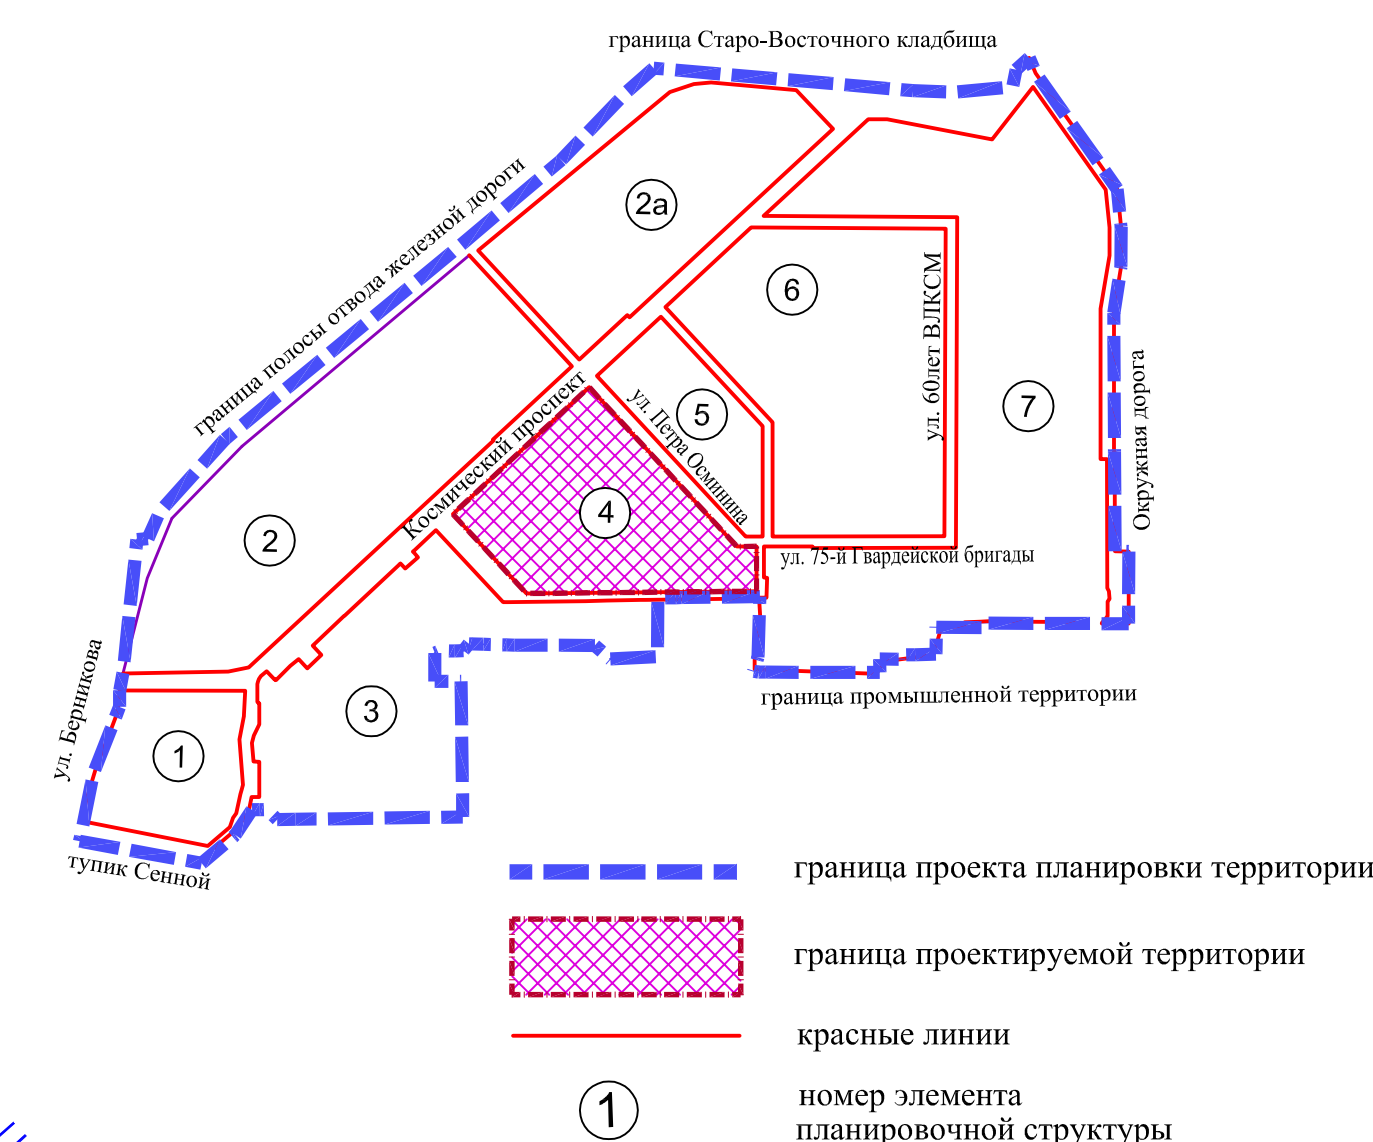 граница Старо-Восточного кладбища
граница полосы отвода железной дороги
2а
6
ул. 60лет ВЛКСМ
Космический проспект
ул. Петра Осминина
5
7
Окружная дорога
4
2
ул. 75-й Гвардейской бригады
ул. Берникова
3
граница промышленной территории
1
тупик Сенной
граница проекта планировки территории
граница проектируемой территории
красные линии
1
номер элемента
планировочной структуры